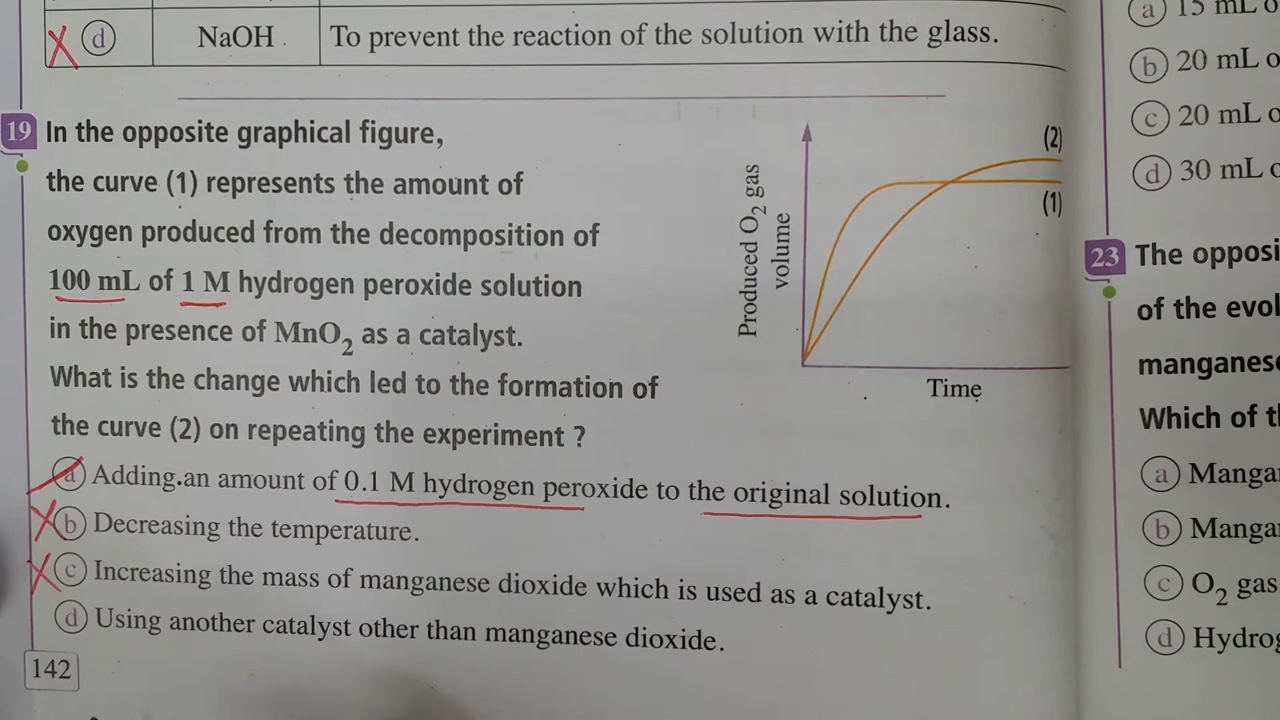 d NaOH To prevent the reaction of the solution with the glass.
19 In the opposite graphical figure,
the curve (1) represents the amount of
oxygen produced from the decomposition of
100 mL of 1 M hydrogen peroxide solution
in the presence of MnO2 as a catalyst.
What is the change which led to the formation of
the curve (2) on repeating the experiment ?
a Adding an amount of 0.1 M hydrogen peroxide to the original solution.
b Decreasing the temperature.
c Increasing the mass of manganese dioxide which is used as a catalyst.
d Using another catalyst other than manganese dioxide.
142
Produced O2 gas
volume
(2)
(1)
Time
a 15 mL o
b 20 mL o
c 20 mL o
d 30 mL
23 The opposi
of the evol
manganes
Which of t
a Manga
b Manga
c O2 gas
d Hydrog